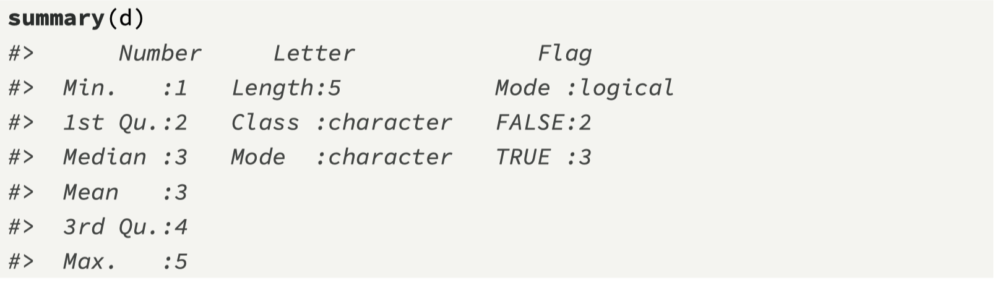 summary(d)
#>      Number     Letter             Flag
#>  Min.   :1   Length:5           Mode :logical
#>  1st Qu.:2   Class :character   FALSE:2
#>  Median :3   Mode  :character   TRUE :3
#>  Mean   :3
#>  3rd Qu.:4
#>  Max.   :5